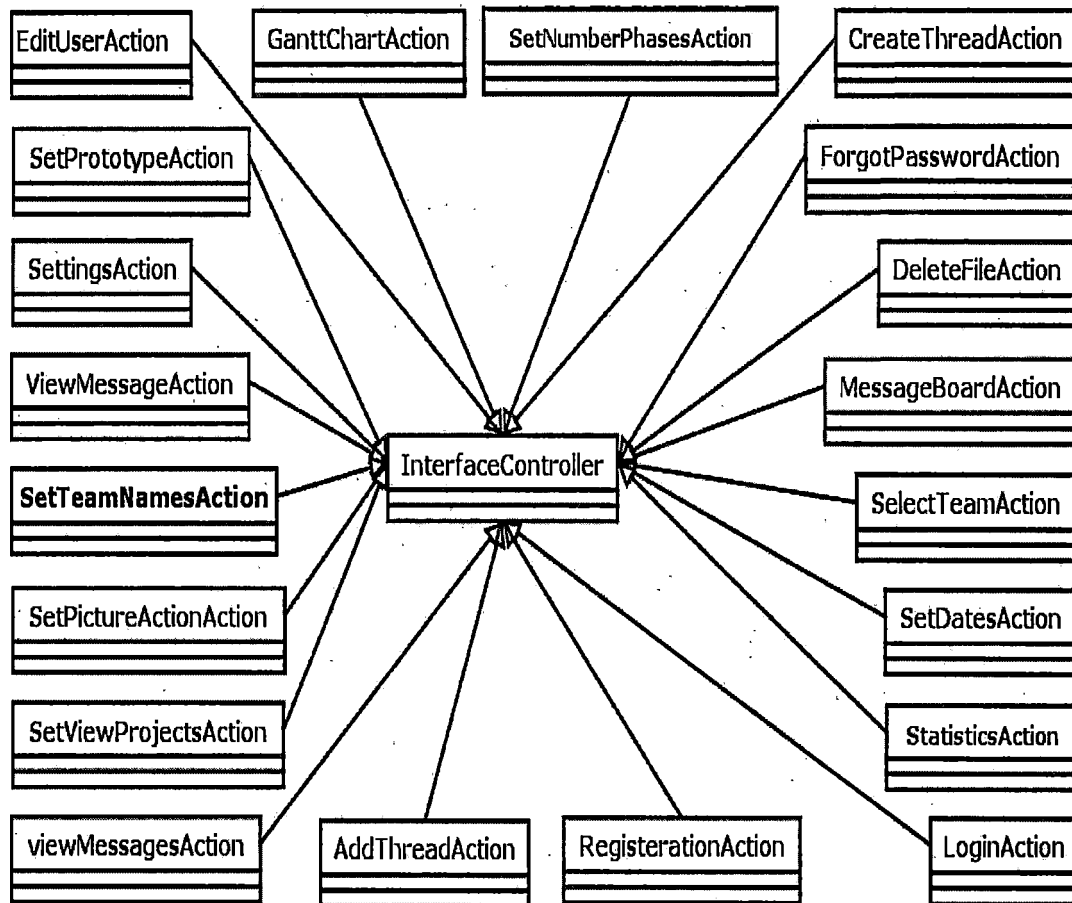 EditUserAction
GanttChartAction
SetNumberPhasesAction
CreateThreadAction
SetPrototypeAction
ForgotPasswordAction
SettingsAction
DeleteFileAction
ViewMessageAction
MessageBoardAction
InterfaceController
SetTeamNamesAction
SelectTeamAction
SetPictureActionAction
SetDatesAction
SetViewProjectsAction
StatisticsAction
viewMessagesAction
AddThreadAction
RegisterationAction
LoginAction